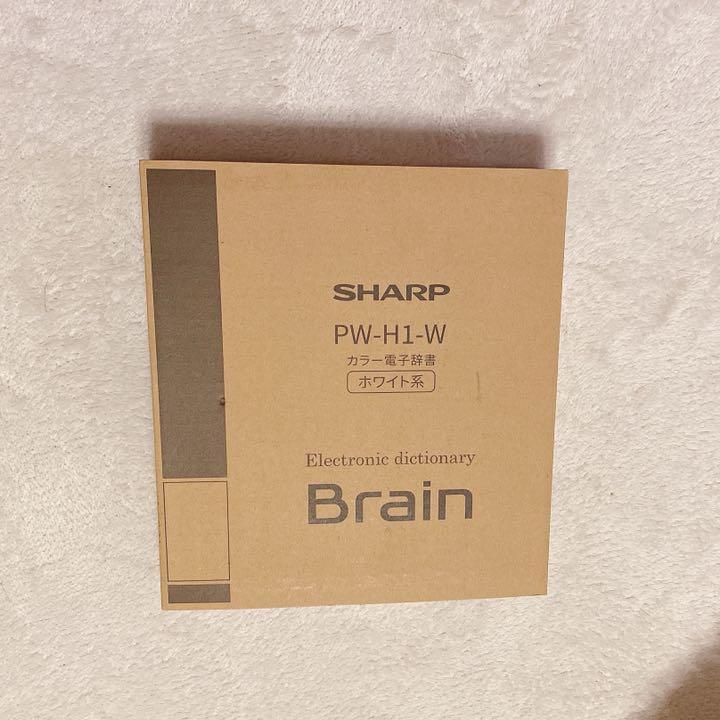 SHARP
PW-H1-W
カラー電子辞書
ホワイト系
Electronic dictionary
Brain